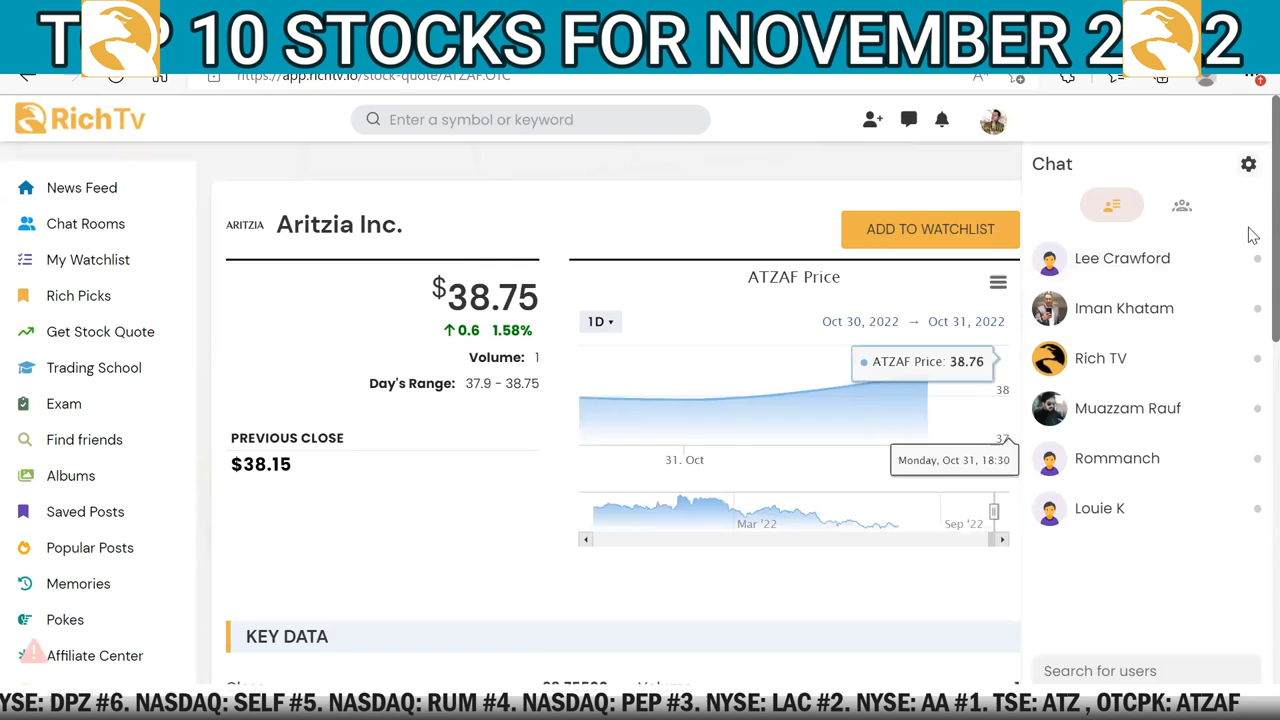 TOP 10 STOCKS FOR NOVEMBER 2022
https://app.richtv.io/stock-quote/ATZAF.OTC
RichTv
Enter a symbol or keyword
News Feed
Chat Rooms
My Watchlist
Rich Picks
Get Stock Quote
Trading School
Exam
Find friends
Albums
Saved Posts
Popular Posts
Memories
Pokes
Affiliate Center
ARITZIA Aritzia Inc.
ADD TO WATCHLIST
$38.75
↑0.6 1.58%
Volume: 1
Day's Range: 37.9 - 38.75
PREVIOUS CLOSE
$38.15
ATZAF Price
1D ▾ Oct 30, 2022 → Oct 31, 2022
ATZAF Price: 38.76
38
37
31. Oct Monday, Oct 31, 18:30
Mar '22 Sep '22
KEY DATA
Chat
Lee Crawford
Iman Khatam
Rich TV
Muazzam Rauf
Rommanch
Louie K
Search for users
YSE: DPZ #6. NASDAQ: SELF #5. NASDAQ: RUM #4. NASDAQ: PEP #3. NYSE: LAC #2. NYSE: AA #1. TSE: ATZ , OTCPK: ATZAF